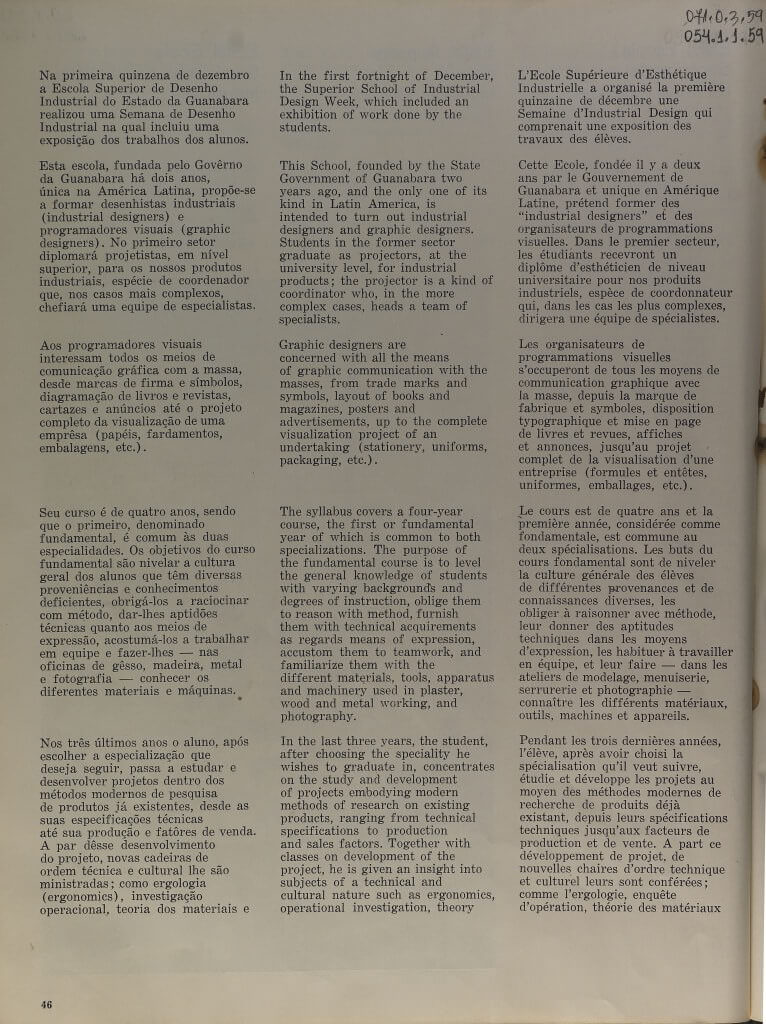 071.0.3.59
054.1.1.59
Na primeira quinzena de dezembro
a Escola Superior de Desenho
Industrial do Estado da Guanabara
realizou uma Semana de Desenho
Industrial na qual incluiu uma
exposição dos trabalhos dos alunos.
Esta escola, fundada pelo Govêrno
da Guanabara há dois anos,
única na América Latina, propõe-se
a formar desenhistas industriais
(industrial designers) e
programadores visuais (graphic
designers). No primeiro setor
diplomará projetistas, em nível
superior, para os nossos produtos
industriais, espécie de coordenador
que, nos casos mais complexos,
chefiará uma equipe de especialistas.
Aos programadores visuais
interessam todos os meios de
comunicação gráfica com a massa,
desde marcas de firma e símbolos,
diagramação de livros e revistas,
cartazes e anúncios até o projeto
completo da visualização de uma
emprêsa (papéis, fardamentos,
embalagens, etc.).
Seu curso é de quatro anos, sendo
que o primeiro, denominado
fundamental, é comum às duas
especialidades. Os objetivos do curso
fundamental são nivelar a cultura
geral dos alunos que têm diversas
proveniências e conhecimentos
deficientes, obrigá-los a raciocinar
com método, dar-lhes aptidões
técnicas quanto aos meios de
expressão, acostumá-los a trabalhar
em equipe e fazer-lhes — nas
oficinas de gêsso, madeira, metal
e fotografia — conhecer os
diferentes materiais e máquinas.
Nos três últimos anos o aluno, após
escolher a especialização que
deseja seguir, passa a estudar e
desenvolver projetos dentro dos
métodos modernos de pesquisa
de produtos já existentes, desde as
suas especificações técnicas
até sua produção e fatôres de venda.
A par dêsse desenvolvimento
do projeto, novas cadeiras de
ordem técnica e cultural lhe são
ministradas; como ergologia
(ergonomics), investigação
operacional, teoria dos materiais e
In the first fortnight of December,
the Superior School of Industrial
Design Week, which included an
exhibition of work done by the
students.
This School, founded by the State
Government of Guanabara two
years ago, and the only one of its
kind in Latin America, is
intended to turn out industrial
designers and graphic designers.
Students in the former sector
graduate as projectors, at the
university level, for industrial
products; the projector is a kind of
coordinator who, in the more
complex cases, heads a team of
specialists.
Graphic designers are
concerned with all the means
of graphic communication with the
masses, from trade marks and
symbols, layout of books and
magazines, posters and
advertisements, up to the complete
visualization project of an
undertaking (stationery, uniforms,
packaging, etc.).
The syllabus covers a four-year
course, the first or fundamental
year of which is common to both
specializations. The purpose of
the fundamental course is to level
the general knowledge of students
with varying backgrounds and
degrees of instruction, oblige them
to reason with method, furnish
them with technical acquirements
as regards means of expression,
accustom them to teamwork, and
familiarize them with the
different materials, tools, apparatus
and machinery used in plaster,
wood and metal working, and
photography.
In the last three years, the student,
after choosing the speciality he
wishes to graduate in, concentrates
on the study and development
of projects embodying modern
methods of research on existing
products, ranging from technical
specifications to production
and sales factors. Together with
classes on development of the
project, he is given an insight into
subjects of a technical and
cultural nature such as ergonomics,
operational investigation, theory
L'Ecole Supérieure d'Esthétique
Industrielle a organisé la première
quinzaine de décembre une
Semaine d'Industrial Design qui
comprenait une exposition des
travaux des élèves.
Cette Ecole, fondée il y a deux
ans par le Gouvernement de
Guanabara et unique en Amérique
Latine, prétend former des
"industrial designers" et des
organisateurs de programmations
visuelles. Dans le premier secteur,
les étudiants recevront un
diplôme d'esthéticien de niveau
universitaire pour nos produits
industriels, espèce de coordonnateur
qui, dans les cas les plus complexes,
dirigera une équipe de spécialistes.
Les organisateurs de
programmations visuelles
s'occuperont de tous les moyens de
communication graphique avec
la masse, depuis la marque de
fabrique et symboles, disposition
typographique et mise en page
de livres et revues, affiches
et annonces, jusqu'au projet
complet de la visualisation d'une
entreprise (formules et entêtes,
uniformes, emballages, etc.).
Le cours est de quatre ans et la
première année, considérée comme
fondamentale, est commune au
deux spécialisations. Les buts du
cours fondamental sont de niveler
la culture générale des élèves
de différentes provenances et de
connaissances diverses, les
obliger à raisonner avec méthode,
leur donner des aptitudes
techniques dans les moyens
d'expression, les habituer à travailler
en équipe, et leur faire — dans les
ateliers de modelage, menuiserie,
serrurerie et photographie —
connaître les différents matériaux,
outils, machines et appareils.
Pendant les trois dernières années,
l'élève, après avoir choisi la
spécialisation qu'il veut suivre,
étudie et développe les projets au
moyen des méthodes modernes de
recherche de produits déjà
existant, depuis leurs spécifications
techniques jusqu'aux facteurs de
production et de vente. A part ce
développement de projet, de
nouvelles chaires d'ordre technique
et culturel leurs sont conférées;
comme l'ergologie, enquête
d'opération, théorie des matériaux
46